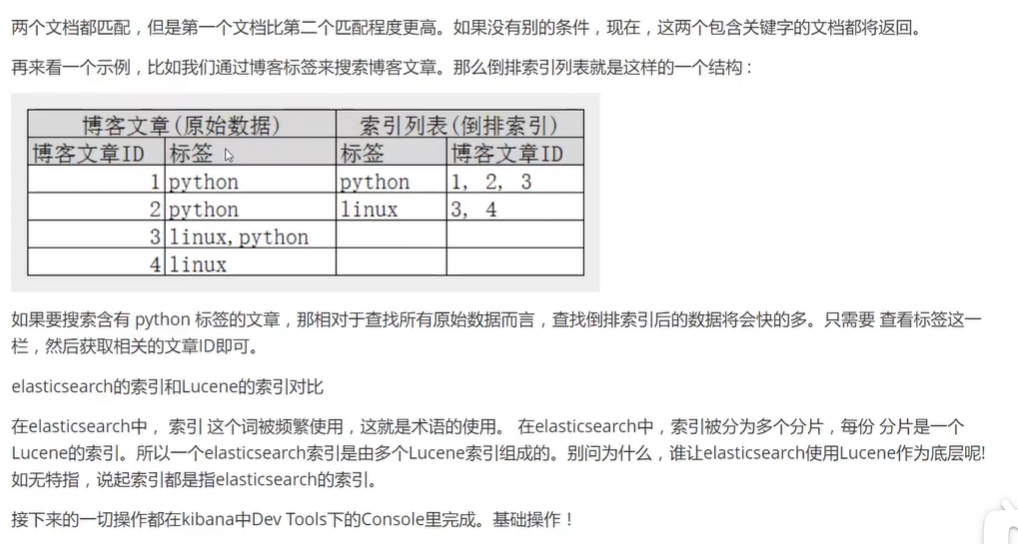 两个文档都匹配，但是第一个文档比第二个匹配程度更高。如果没有别的条件，现在，这两个包含关键字的文档都将返回。
再来看一个示例，比如我们通过博客标签来搜索博客文章。那么倒排索引列表就是这样的一个结构：
博客文章(原始数据) 索引列表(倒排索引)
博客文章ID 标签 标签 博客文章ID
1 python python 1, 2, 3
2 python linux 3, 4
3 linux,python
4 linux
如果要搜索含有 python 标签的文章，那相对于查找所有原始数据而言，查找倒排索引后的数据将会快的多。只需要 查看标签这一
栏，然后获取相关的文章ID即可。
elasticsearch的索引和Lucene的索引对比
在elasticsearch中， 索引 这个词被频繁使用，这就是术语的使用。 在elasticsearch中，索引被分为多个分片，每份 分片是一个
Lucene的索引。所以一个elasticsearch索引是由多个Lucene索引组成的。别问为什么，谁让elasticsearch使用Lucene作为底层呢!
如无特指，说起索引都是指elasticsearch的索引。
接下来的一切操作都在kibana中Dev Tools下的Console里完成。基础操作！